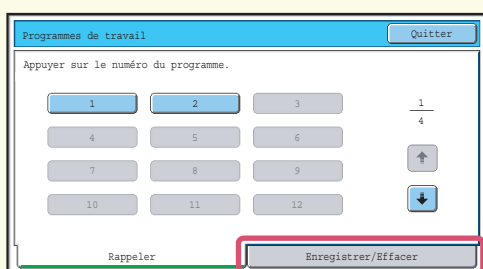 Programmes de travail Quitter
Appuyer sur le numéro du programme.
1 2 3 1
4
4 5 6
7 8 9
10 11 12
Rappeler Enregistrer/Effacer